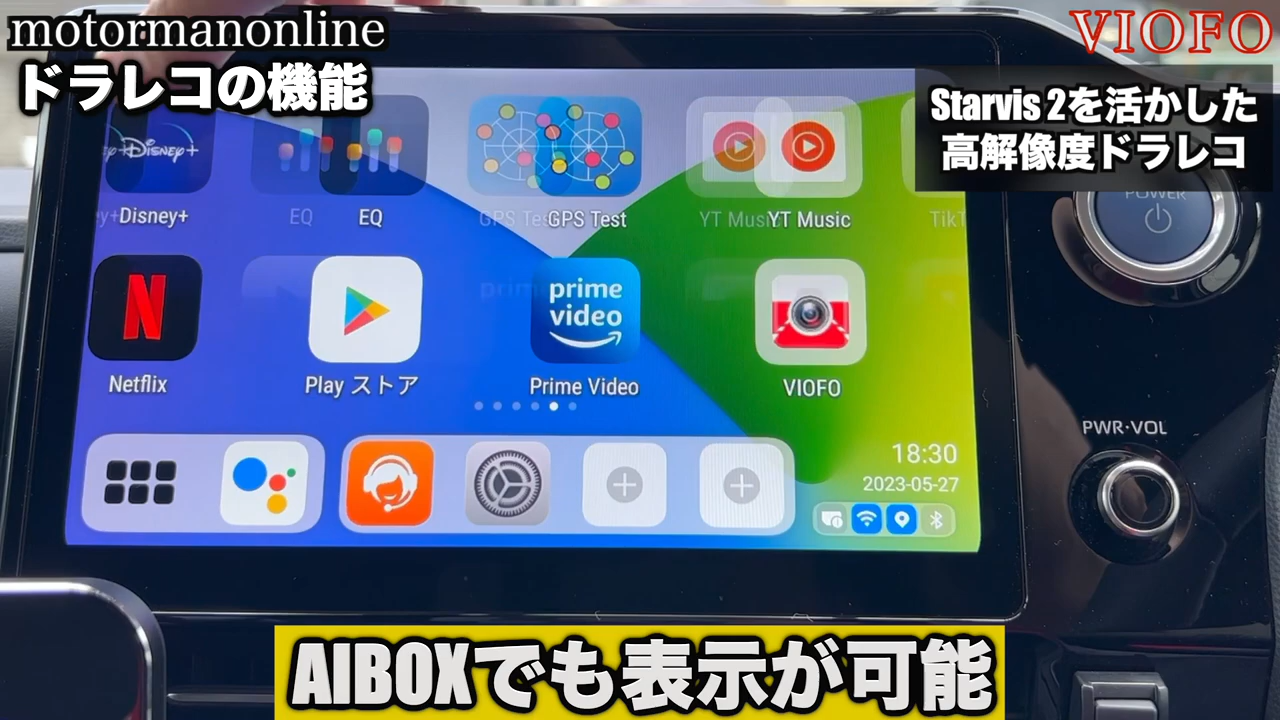 motormanonline
ドラレコの機能
VIOFO
Starvis 2を活かした
高解像度ドラレコ
Disney+
Disney+
EQ
EQ
GPS Test
YT Music
YT Music
prime video
Netflix
Play ストア
Prime Video
VIOFO
18:30
2023-05-27
POWER
PWR·VOL
AIBOXでも表示が可能